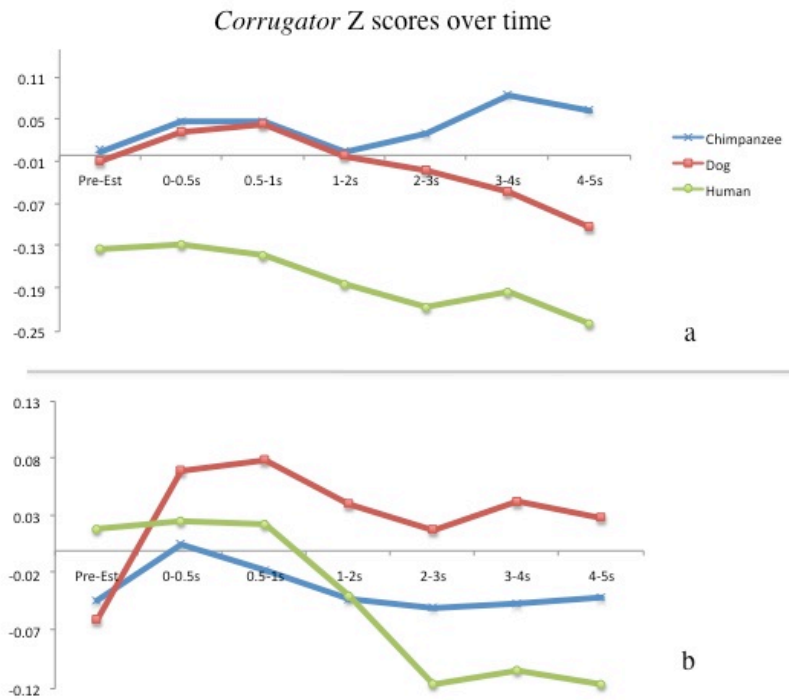 Corrugator Z scores over time
0.11
0.05
-0.01
-0.07
-0.13
-0.19
-0.25
Pre-Est 0-0.5s 0.5-1s 1-2s 2-3s 3-4s 4-5s
Chimpanzee
Dog
Human
a
0.13
0.08
0.03
-0.02
-0.07
-0.12
Pre-Est 0-0.5s 0.5-1s 1-2s 2-3s 3-4s 4-5s
b